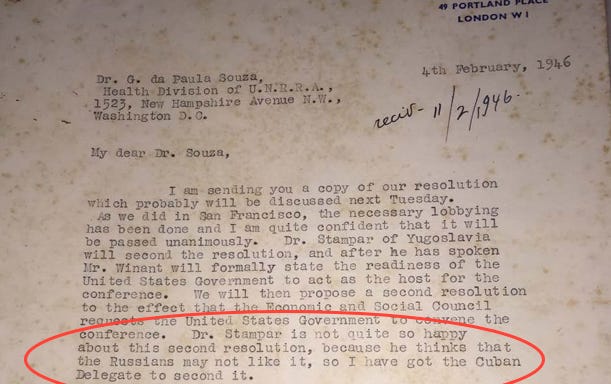 49 PORTLAND PLACE
LONDON W1
4th February, 1946
Dr. G. da Paula Souza,
Health Division of U.N.R.R.A.,
1523, New Hampshire Avenue N.W.,
Washington D.C.
reciv- 11/2/1946.
My dear Dr. Souza,
I am sending you a copy of our resolution
which probably will be discussed next Tuesday.
As we did in San Francisco, the necessary lobbying
has been done and I am quite confident that it will
be passed unanimously. Dr. Stampar of Yugoslavia
will second the resolution, and after he has spoken
Mr. Winant will formally state the readiness of the
United States Government to act as the host for the
conference. We will then propose a second resolution
to the effect that the Economic and Social Council
requests the United States Government to convene the
conference. Dr. Stampar is not quite so happy
about this second resolution, because he thinks that
the Russians may not like it, so I have got the Cuban
Delegate to second it.